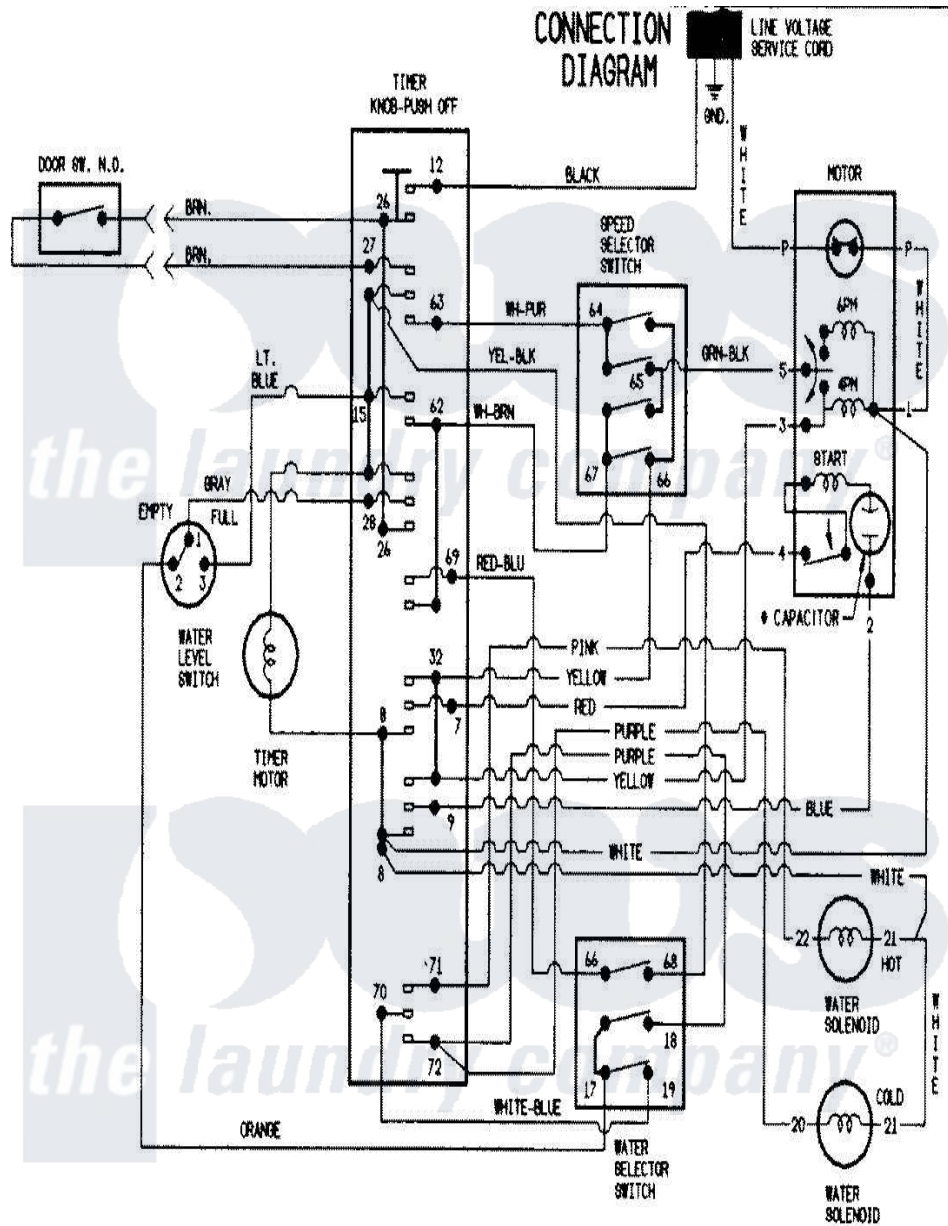 CONNECTION
DIAGRAM
LINE VOLTAGE
SERVICE CORD
GND.
TIMER
KNOB-PUSH OFF
DOOR SW. N.O.
BRN.
BRN.
26
27
12
BLACK
WHITE
MOTOR
P
P
WHITE
SPEED
SELECTOR
SWITCH
63
WH-PUR
64
YEL-BLK
65
GRN-BLK
5
6PM
4PM
1
3
LT.
BLUE
15
62
WH-BRN
67
66
START
GRAY
EMPTY
FULL
28
26
1
2
3
WATER
LEVEL
SWITCH
69
RED-BLU
4
* CAPACITOR
2
PINK
32
YELLOW
RED
7
8
PURPLE
PURPLE
YELLOW
TIMER
MOTOR
9
BLUE
WHITE
8
WHITE
22
21
HOT
WATER
SOLENOID
WHITE
66
68
71
70
18
72
17
19
WHITE-BLUE
ORANGE
COLD
20
21
WATER
SELECTOR
SWITCH
WATER
SOLENOID
the laundry company®
the laundry company®